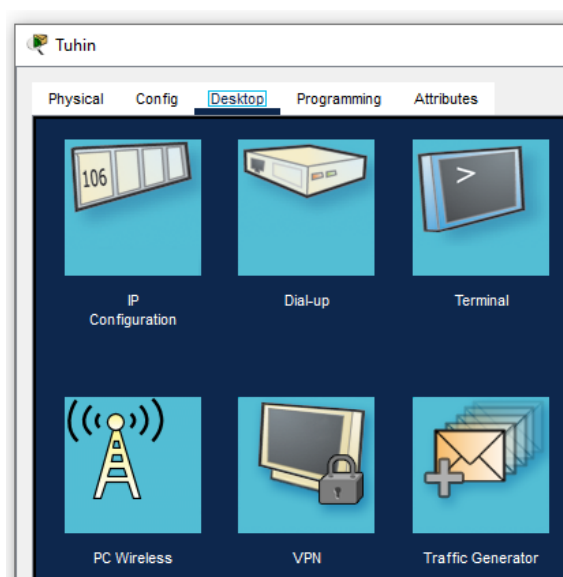 Tuhin
Physical Config Desktop Programming Attributes
106
>
IP
Configuration
Dial-up
Terminal
PC Wireless
VPN
Traffic Generator